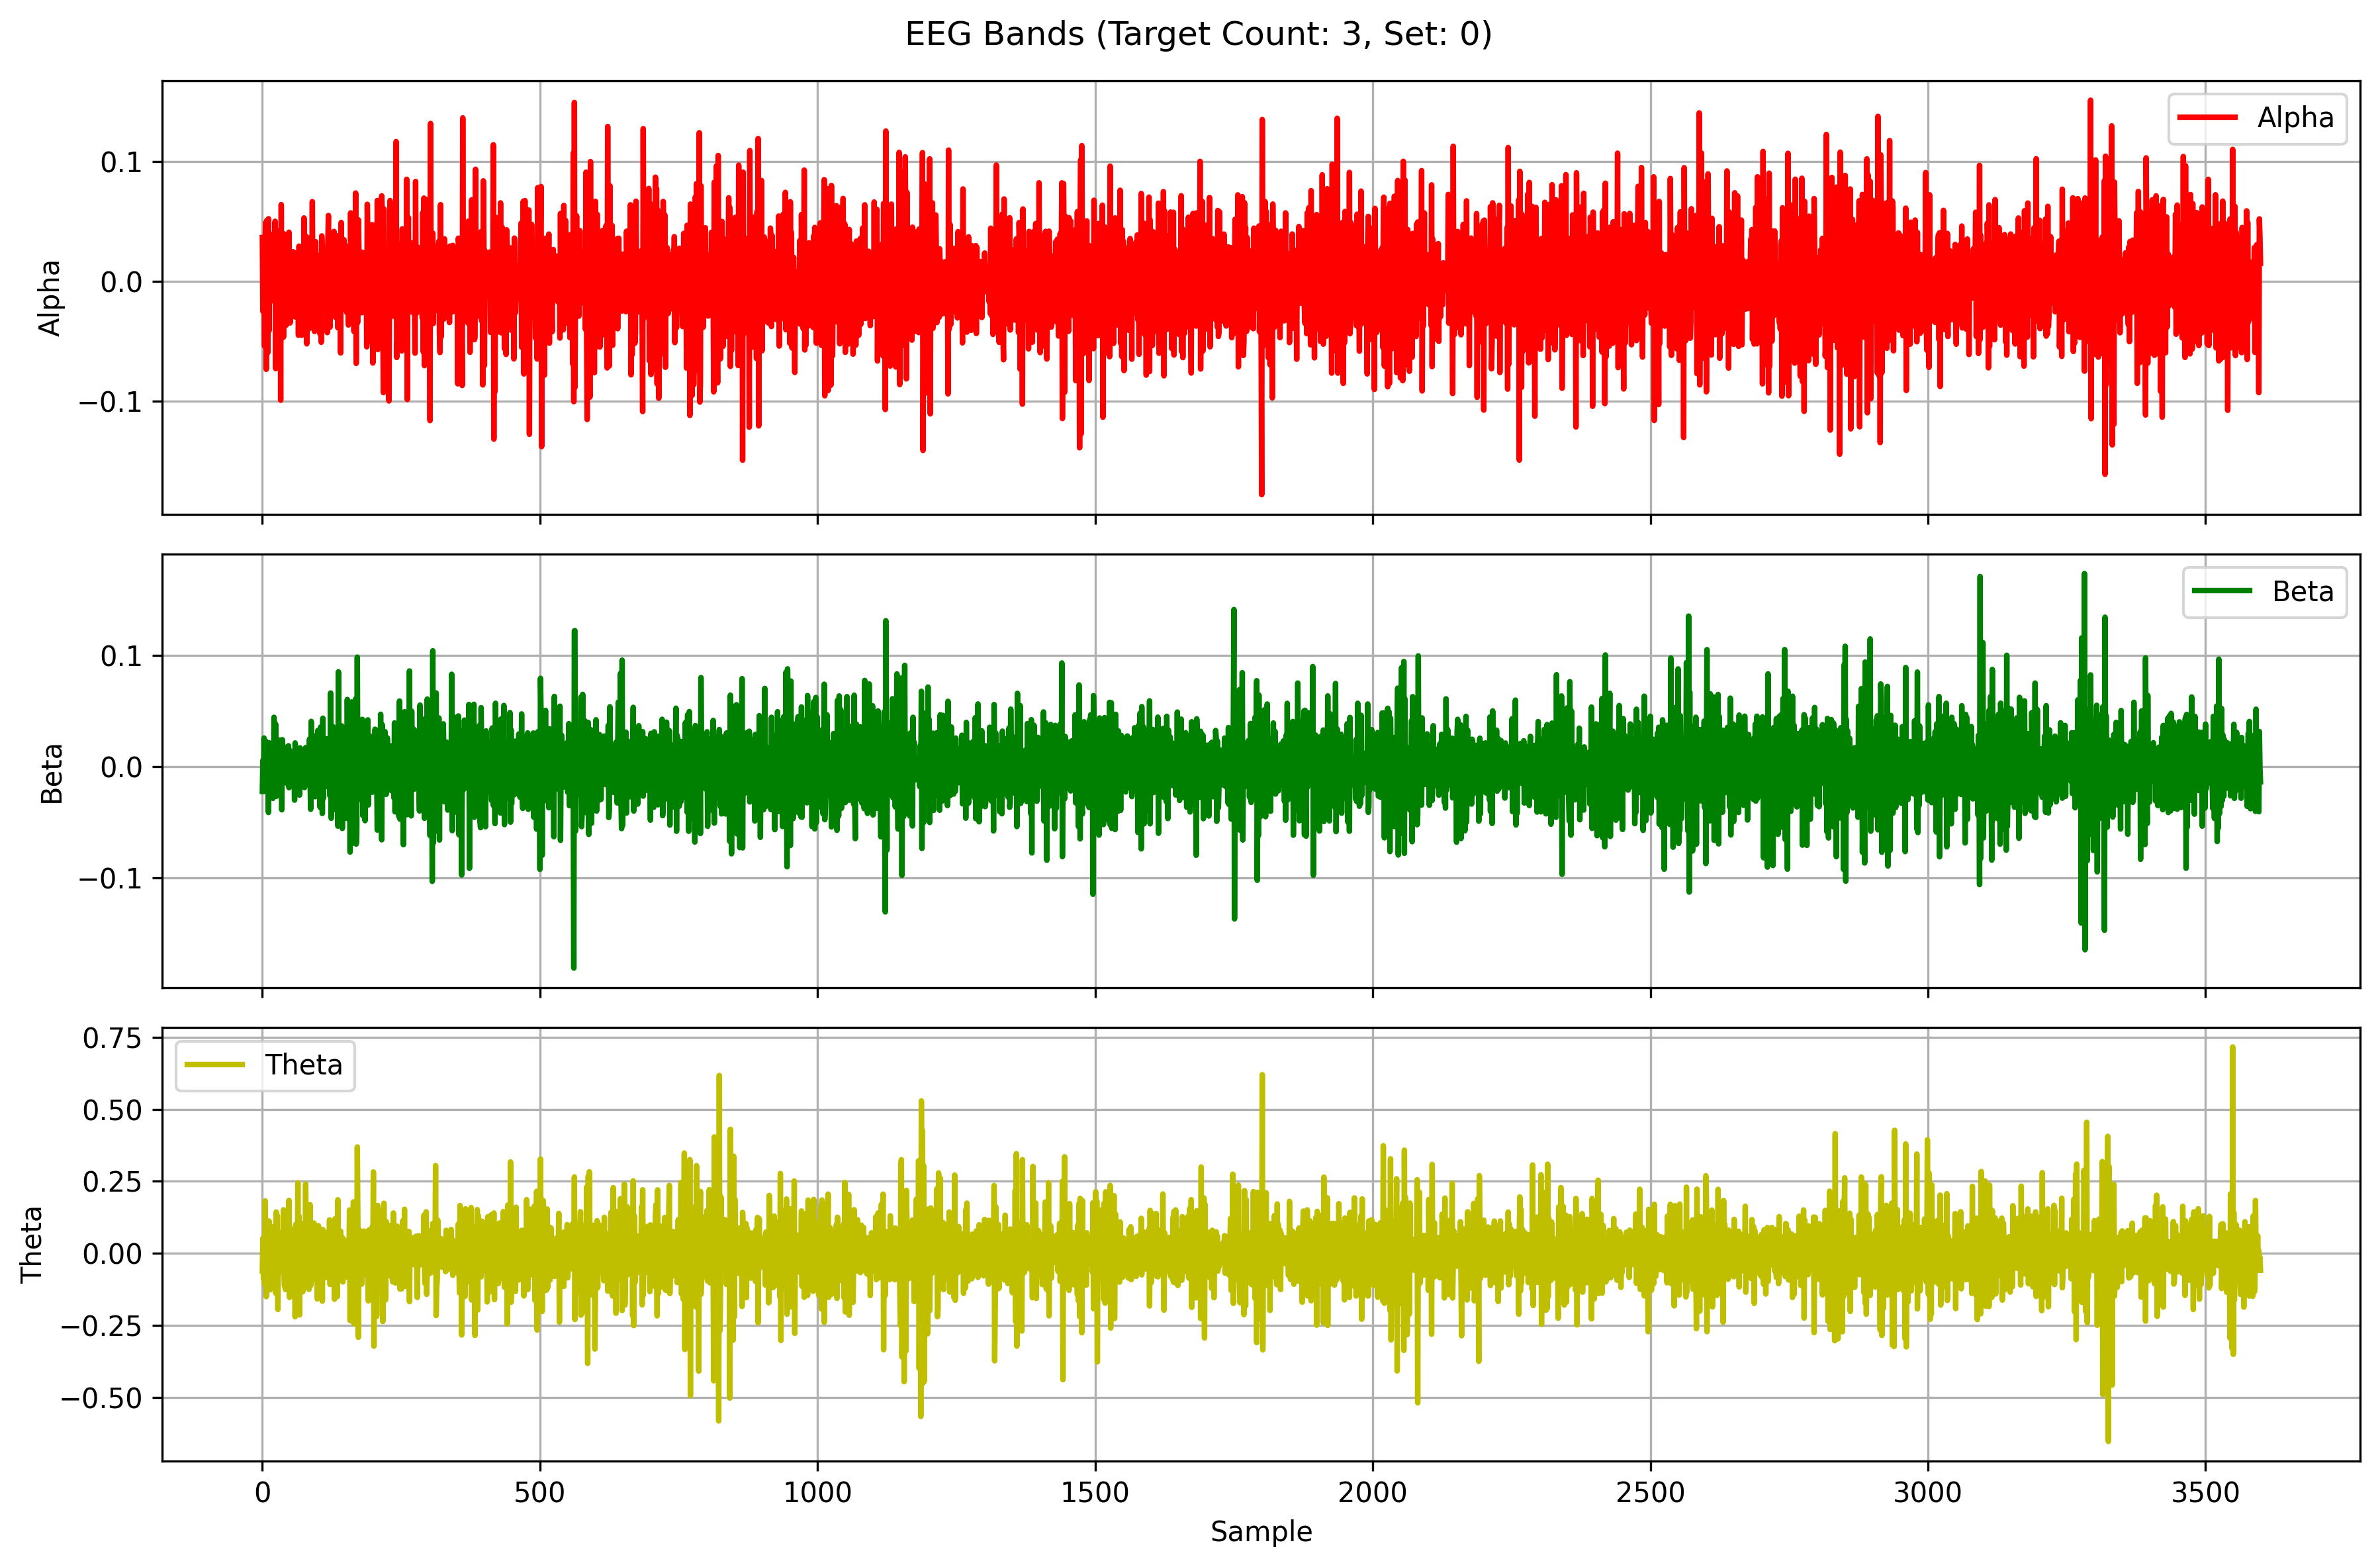 EEG Bands (Target Count: 3, Set: 0)
Alpha
0.1
0.0
−0.1
Alpha
Beta
0.1
0.0
−0.1
Beta
Theta
0.75
0.50
0.25
0.00
−0.25
−0.50
Theta
0 500 1000 1500 2000 2500 3000 3500
Sample